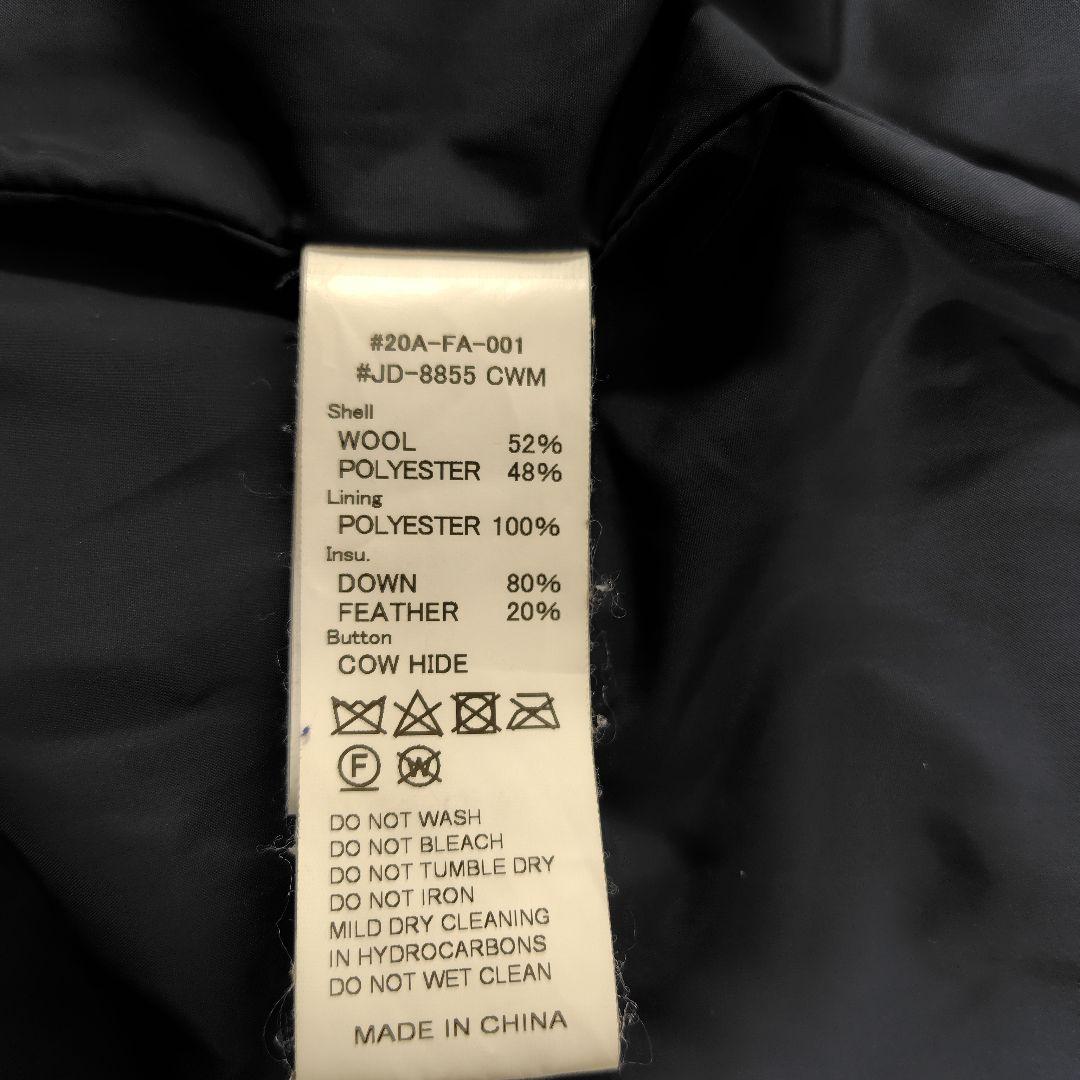 #20A-FA-001
#JD-8855 CWM
Shell
WOOL 52%
POLYESTER 48%
Lining
POLYESTER 100%
Insu.
DOWN 80%
FEATHER 20%
Button
COW HIDE
F W
DO NOT WASH
DO NOT BLEACH
DO NOT TUMBLE DRY
DO NOT IRON
MILD DRY CLEANING
IN HYDROCARBONS
DO NOT WET CLEAN
MADE IN CHINA